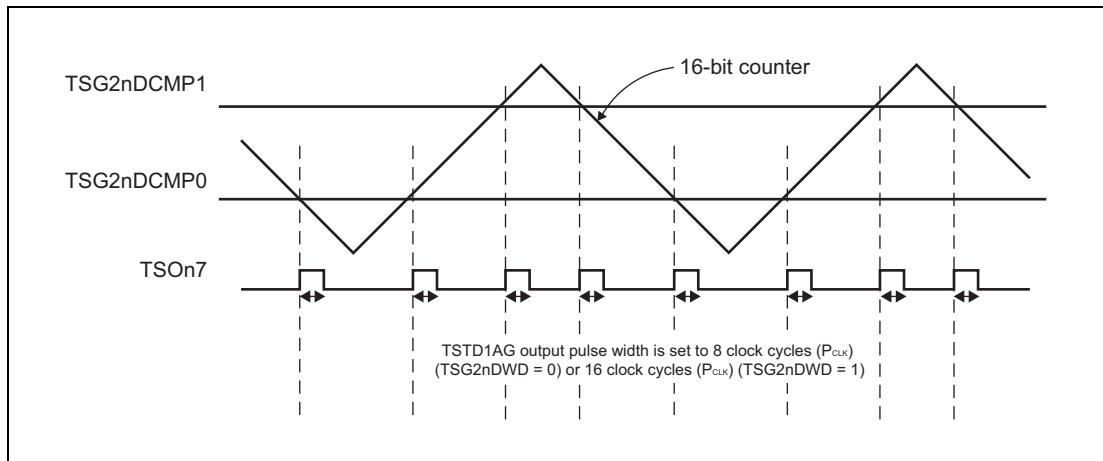 TSG2nDCMP1
16-bit counter
TSG2nDCMP0
TSOn7
TSTD1AG output pulse width is set to 8 clock cycles (PCLK)
(TSG2nDWD = 0) or 16 clock cycles (PCLK) (TSG2nDWD = 1)